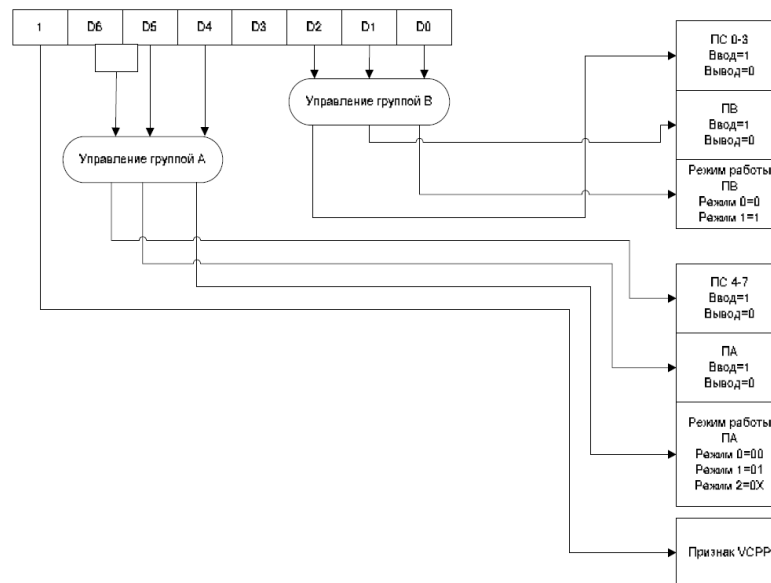 1 D6 D5 D4 D3 D2 D1 D0
Управление группой В
Управление группой А
ПС 0-3
Ввод=1
Вывод=0
ПВ
Ввод=1
Вывод=0
Режим работы
ПВ
Режим 0=0
Режим 1=1
ПС 4-7
Ввод=1
Вывод=0
ПА
Ввод=1
Вывод=0
Режим работы
ПА
Режим 0=00
Режим 1=01
Режим 2=0X
Признак VCPP